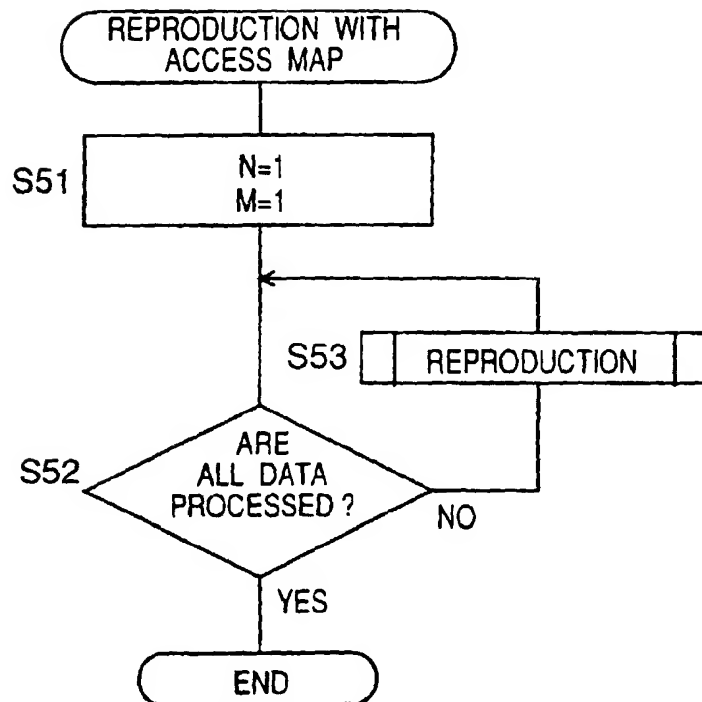 REPRODUCTION WITH
ACCESS MAP
S51
N=1
M=1
S53
REPRODUCTION
S52
ARE
ALL DATA
PROCESSED?
NO
YES
END